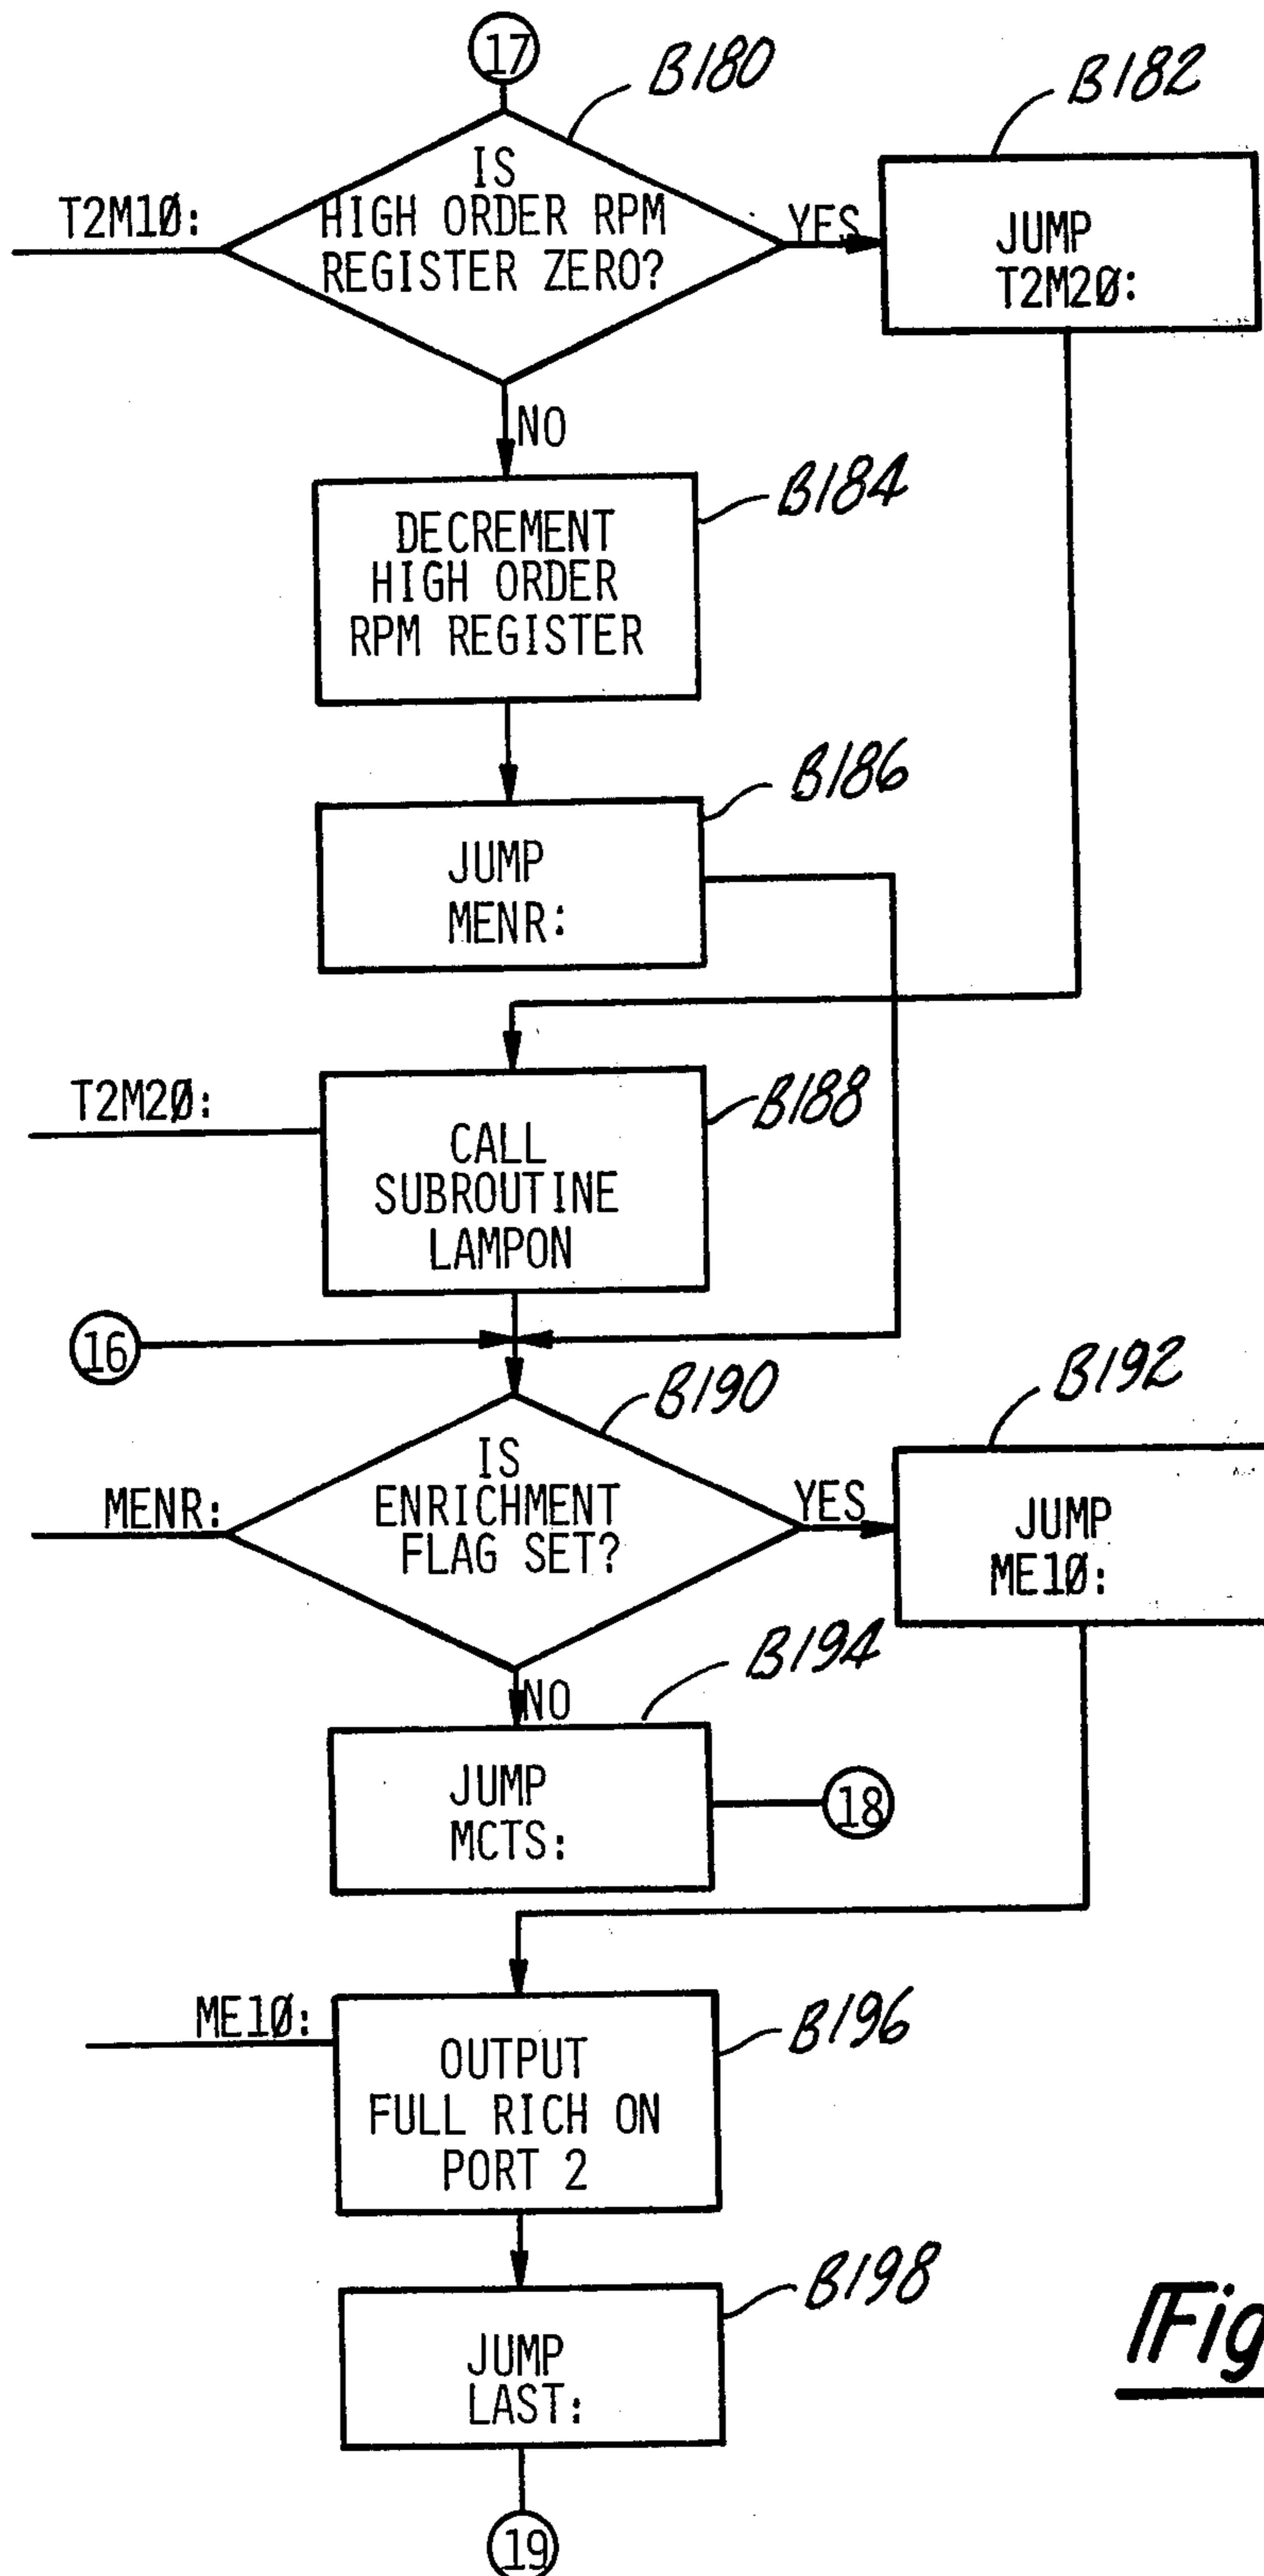 17
B180
B182
IS
T2M1Ø:
HIGH ORDER RPM
YES
REGISTER ZERO?
JUMP
T2M2Ø:
NO
B184
DECREMENT
HIGH ORDER
RPM REGISTER
B186
JUMP
MENR:
T2M2Ø:
B188
CALL
SUBROUTINE
LAMPON
16
B190
B192
IS
MENR:
ENRICHMENT
YES
FLAG SET?
JUMP
ME1Ø:
NO
B194
JUMP
MCTS:
18
ME1Ø:
B196
OUTPUT
FULL RICH ON
PORT 2
B198
JUMP
LAST:
Fig
19